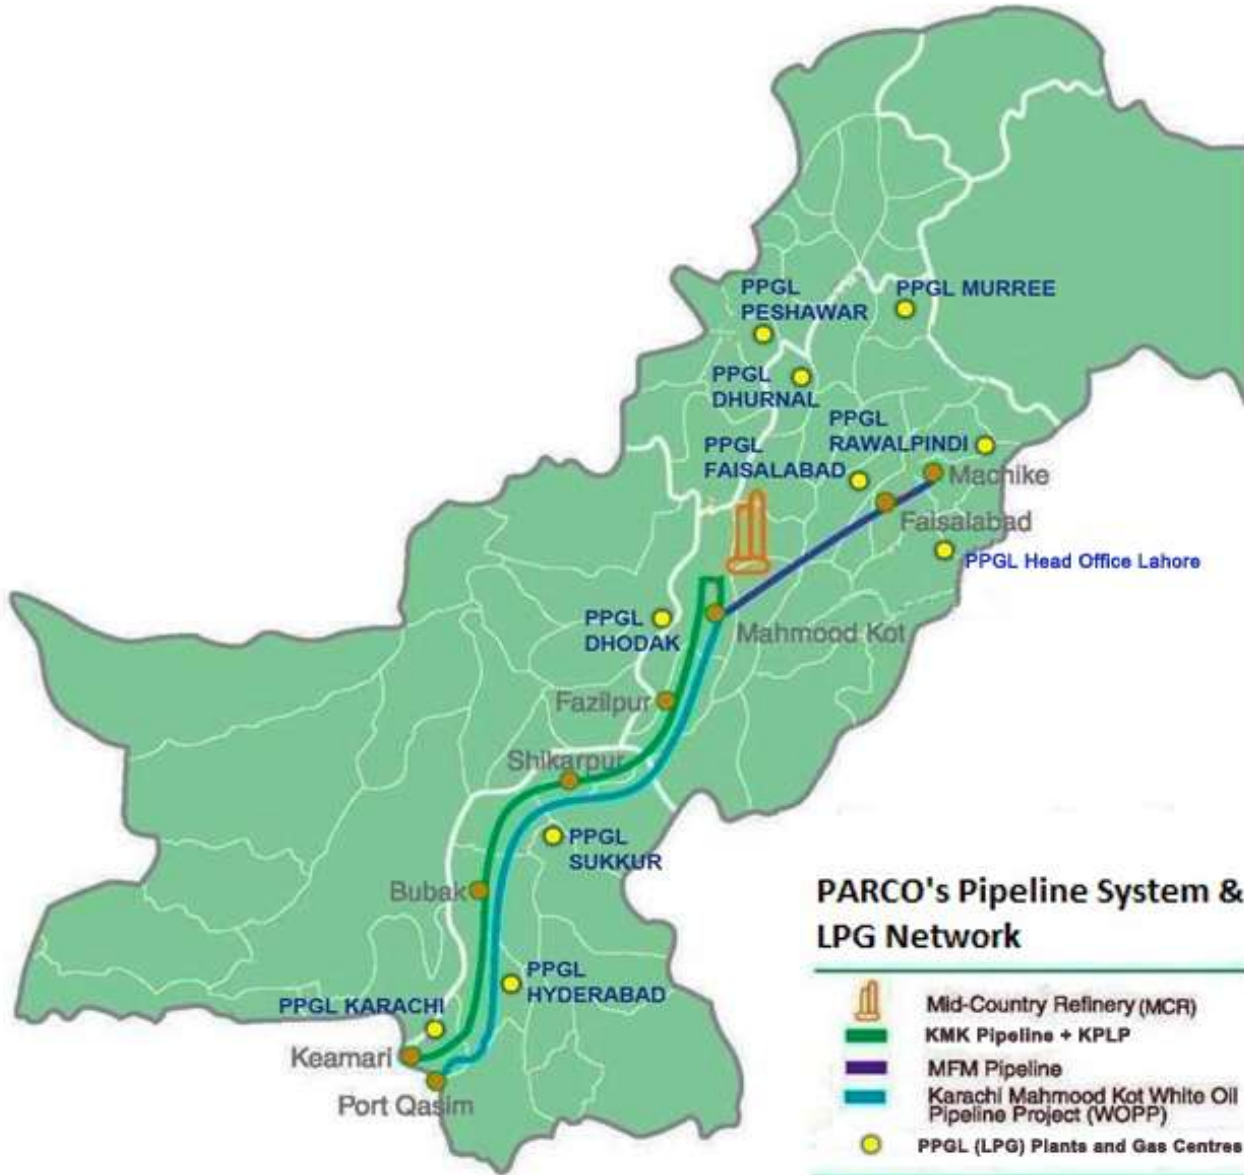 PPGL
PESHAWAR
PPGL MURREE
PPGL
DHURNAL
PPGL
RAWALPINDI
PPGL
FAISALABAD
Machike
Faisalabad
PPGL Head Office Lahore
PPGL
DHODAK
Mahmood Kot
Fazilpur
Shikarpur
PPGL
SUKKUR
Bubak
PPGL
HYDERABAD
PPGL KARACHI
Keamari
Port Qasim
PARCO's Pipeline System &
LPG Network
Mid-Country Refinery (MCR)
KMK Pipeline + KPLP
MFM Pipeline
Karachi Mahmood Kot White Oil
Pipeline Project (WOPP)
PPGL (LPG) Plants and Gas Centres